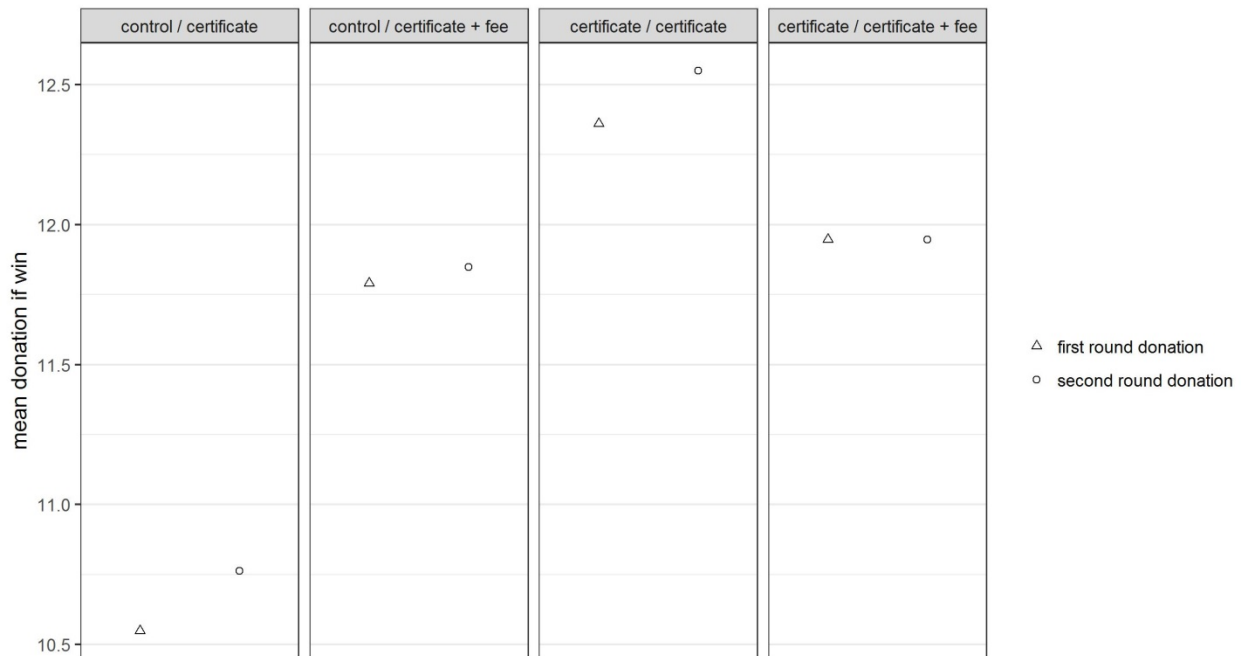 control / certificate
control / certificate + fee
certificate / certificate
certificate / certificate + fee
mean donation if win
12.5
12.0
11.5
11.0
10.5
first round donation
second round donation